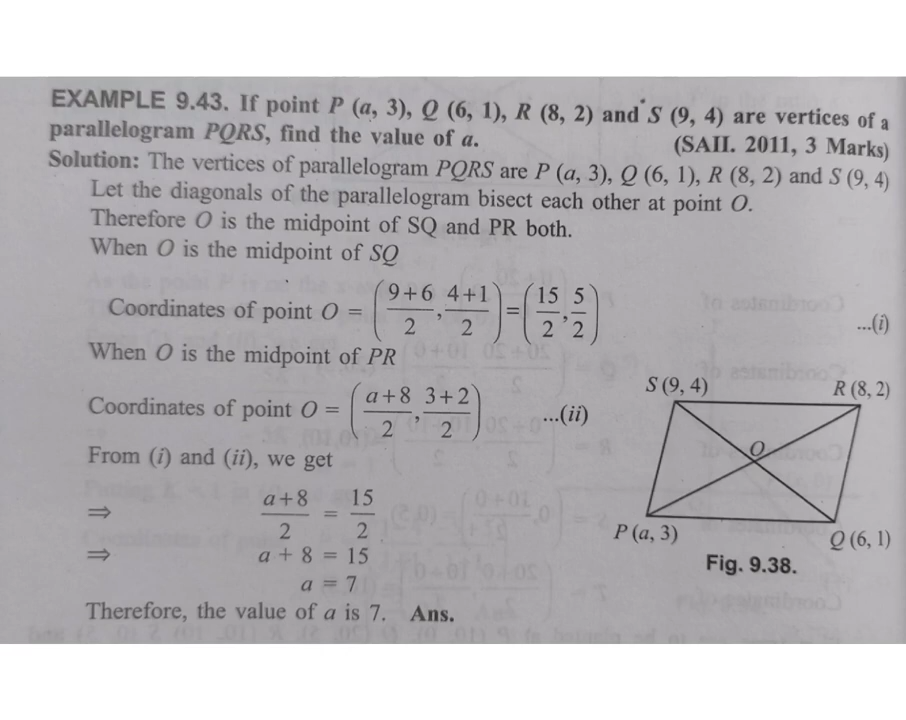 EXAMPLE 9.43. If point P (a, 3), Q (6, 1), R (8, 2) and S (9, 4) are vertices of a
parallelogram PQRS, find the value of a. (SAII. 2011, 3 Marks)
Solution: The vertices of parallelogram PQRS are P (a, 3), Q (6, 1), R (8, 2) and S (9, 4)
Let the diagonals of the parallelogram bisect each other at point O.
Therefore O is the midpoint of SQ and PR both.
When O is the midpoint of SQ
Coordinates of point O = ((9+6)/2, (4+1)/2) = (15/2, 5/2) ...(i)
When O is the midpoint of PR
Coordinates of point O = ((a+8)/2, (3+2)/2) ...(ii)
From (i) and (ii), we get
⇒ (a+8)/2 = 15/2
⇒ a + 8 = 15
a = 7
Therefore, the value of a is 7. Ans.
S (9, 4) R (8, 2)
O
P (a, 3) Q (6, 1)
Fig. 9.38.